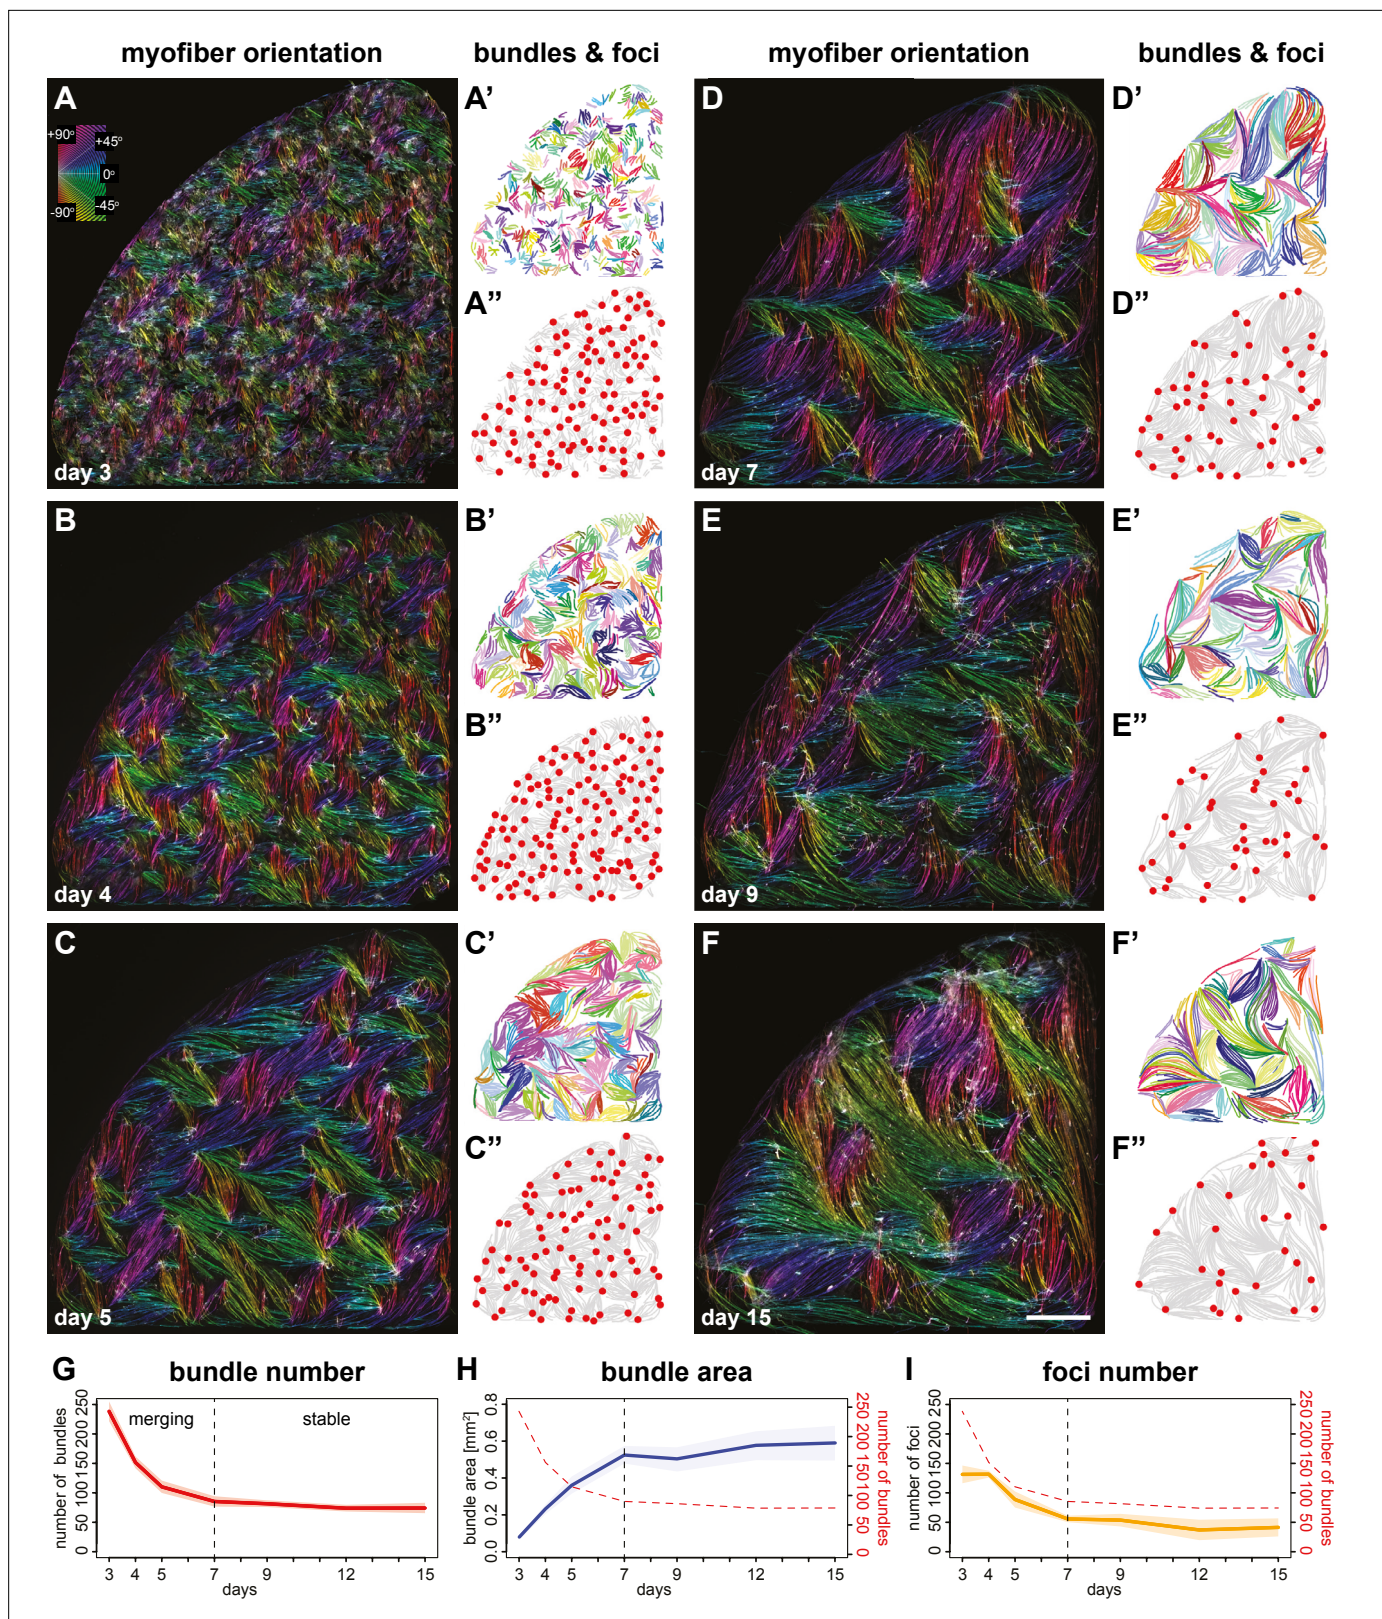 myofiber orientation
bundles & foci
myofiber orientation
bundles & foci
A
+90°
+45°
0°
-45°
-90°
day 3
A’
A”
D
day 7
D’
D”
B
day 4
B’
B”
E
day 9
E’
E”
C
day 5
C’
C”
F
day 15
F’
F”
G
bundle number
number of bundles
250
200
150
100
50
0
merging
stable
3 4 5 7 9 12 15
days
H
bundle area
bundle area [mm²]
0.8
0.6
0.4
0.2
0.0
3 4 5 7 9 12 15
days
250
200
150
100
50
0
number of bundles
I
foci number
number of foci
250
200
150
100
50
0
3 4 5 7 9 12 15
days
250
200
150
100
50
0
number of bundles